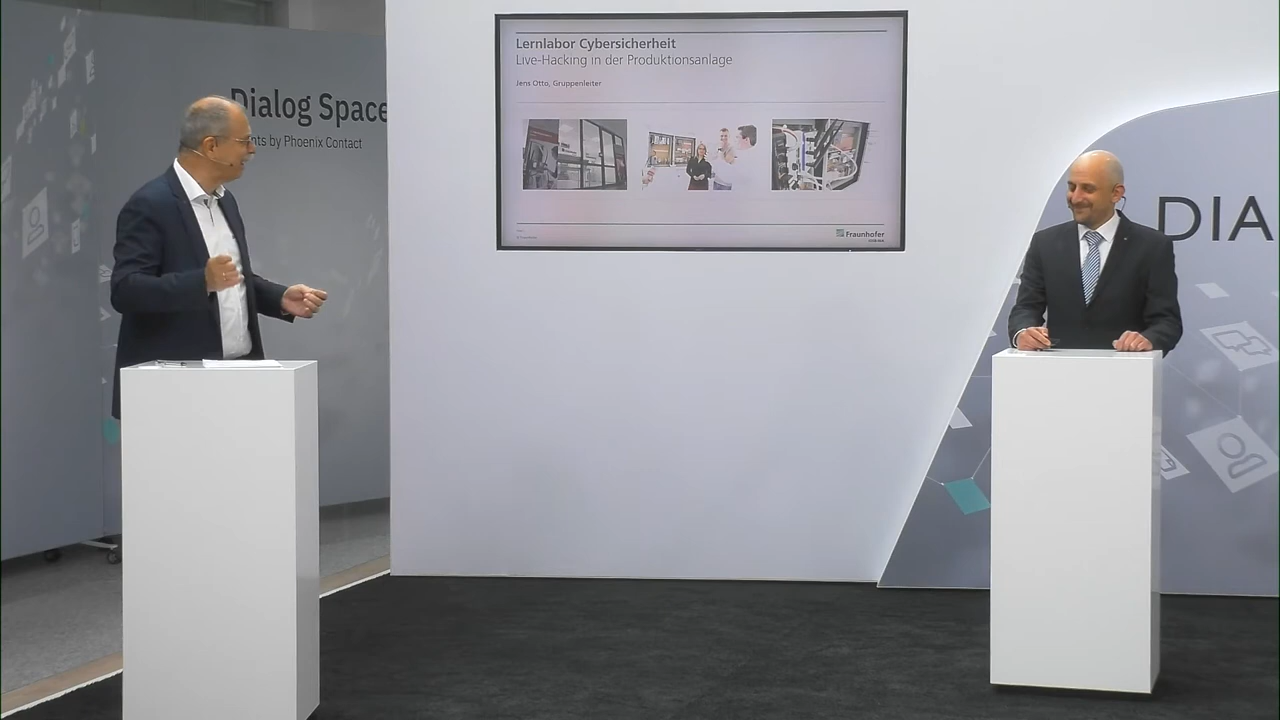 Dialog Space
nts by Phoenix Contact
Lernlabor Cybersicherheit
Live-Hacking in der Produktionsanlage
Jens Otto, Gruppenleiter
Fraunhofer
DIA